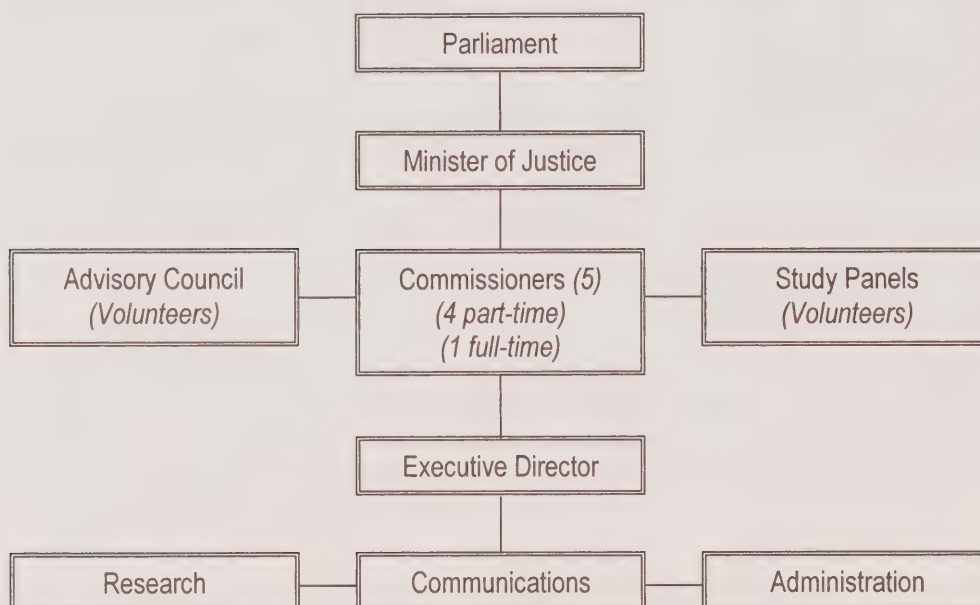 Parliament
Minister of Justice
Advisory Council
(Volunteers)
Commissioners (5)
(4 part-time)
(1 full-time)
Study Panels
(Volunteers)
Executive Director
Research
Communications
Administration